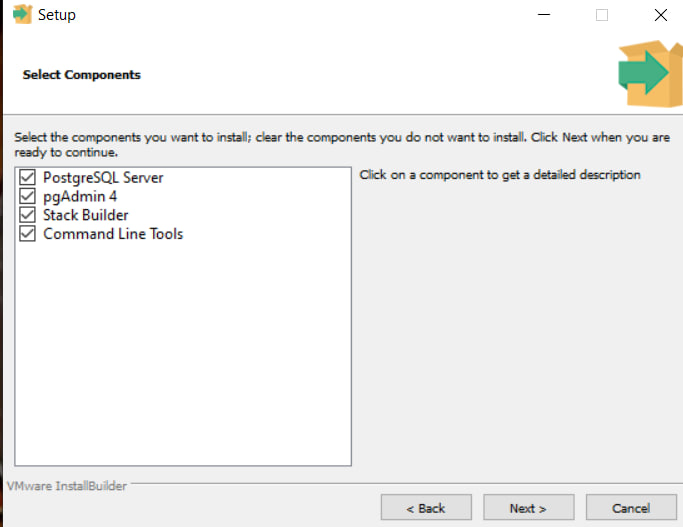 Setup
Select Components
Select the components you want to install; clear the components you do not want to install. Click Next when you are
ready to continue.
PostgreSQL Server
pgAdmin 4
Stack Builder
Command Line Tools
Click on a component to get a detailed description
VMware InstallBuilder
< Back
Next >
Cancel